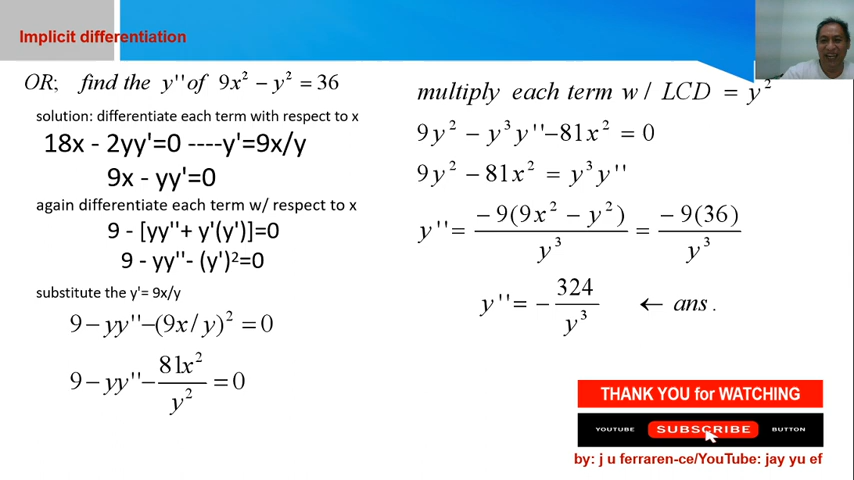 Implicit differentiation
OR; find the y'' of 9x² − y² = 36
solution: differentiate each term with respect to x
18x - 2yy'=0 ----y'=9x/y
9x - yy'=0
again differentiate each term w/ respect to x
9 - [yy''+ y'(y')]=0
9 - yy''- (y')²=0
substitute the y'= 9x/y
9 − yy''−(9x/y)² = 0
9 − yy''− 81x²/y² = 0
multiply each term w/ LCD = y²
9y² − y³y''−81x² = 0
9y² − 81x² = y³y''
y''= −9(9x² − y²)/y³ = −9(36)/y³
y''= − 324/y³ ← ans.
THANK YOU for WATCHING
YOUTUBE SUBSCRIBE BUTTON
by: j u ferraren-ce/YouTube: jay yu ef